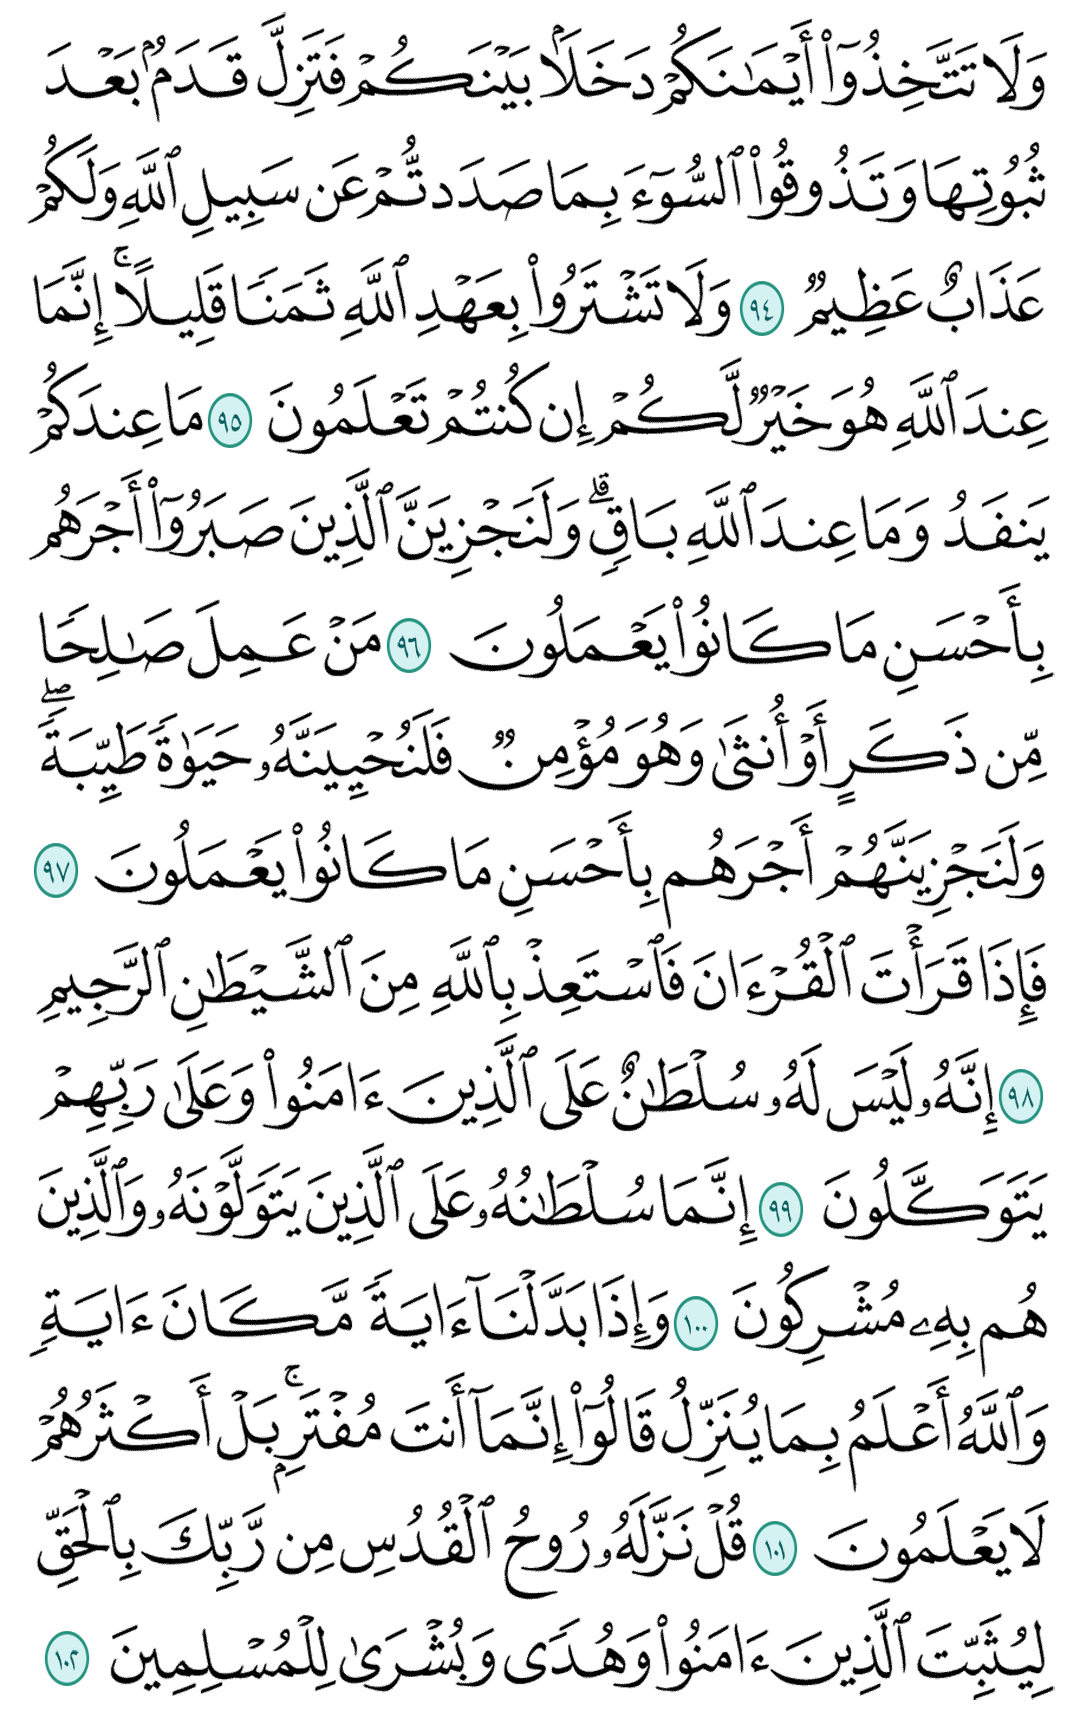 وَلَا تَتَّخِذُوٓا۟ أَيْمَـٰنَكُمْ دَخَلًۢا بَيْنَكُمْ فَتَزِلَّ قَدَمٌۢ بَعْدَ
ثُبُوتِهَا وَتَذُوقُوا۟ ٱلسُّوٓءَ بِمَا صَدَدتُّمْ عَن سَبِيلِ ٱللَّهِ وَلَكُمْ
عَذَابٌ عَظِيمٌ ٩٤ وَلَا تَشْتَرُوا۟ بِعَهْدِ ٱللَّهِ ثَمَنًا قَلِيلًا ۚ إِنَّمَا
عِندَ ٱللَّهِ هُوَ خَيْرٌ لَّكُمْ إِن كُنتُمْ تَعْلَمُونَ ٩٥ مَا عِندَكُمْ
يَنفَدُ وَمَا عِندَ ٱللَّهِ بَاقٍ ۗ وَلَنَجْزِيَنَّ ٱلَّذِينَ صَبَرُوٓا۟ أَجْرَهُم
بِأَحْسَنِ مَا كَانُوا۟ يَعْمَلُونَ ٩٦ مَنْ عَمِلَ صَـٰلِحًا
مِّن ذَكَرٍ أَوْ أُنثَىٰ وَهُوَ مُؤْمِنٌ فَلَنُحْيِيَنَّهُۥ حَيَوٰةً طَيِّبَةً ۖ
وَلَنَجْزِيَنَّهُمْ أَجْرَهُم بِأَحْسَنِ مَا كَانُوا۟ يَعْمَلُونَ ٩٧
فَإِذَا قَرَأْتَ ٱلْقُرْءَانَ فَٱسْتَعِذْ بِٱللَّهِ مِنَ ٱلشَّيْطَـٰنِ ٱلرَّجِيمِ
٩٨ إِنَّهُۥ لَيْسَ لَهُۥ سُلْطَـٰنٌ عَلَى ٱلَّذِينَ ءَامَنُوا۟ وَعَلَىٰ رَبِّهِمْ
يَتَوَكَّلُونَ ٩٩ إِنَّمَا سُلْطَـٰنُهُۥ عَلَى ٱلَّذِينَ يَتَوَلَّوْنَهُۥ وَٱلَّذِينَ
هُم بِهِۦ مُشْرِكُونَ ١٠٠ وَإِذَا بَدَّلْنَآ ءَايَةً مَّكَانَ ءَايَةٍ
وَٱللَّهُ أَعْلَمُ بِمَا يُنَزِّلُ قَالُوٓا۟ إِنَّمَآ أَنتَ مُفْتَرٍۭ ۚ بَلْ أَكْثَرُهُمْ
لَا يَعْلَمُونَ ١٠١ قُلْ نَزَّلَهُۥ رُوحُ ٱلْقُدُسِ مِن رَّبِّكَ بِٱلْحَقِّ
لِيُثَبِّتَ ٱلَّذِينَ ءَامَنُوا۟ وَهُدًى وَبُشْرَىٰ لِلْمُسْلِمِينَ ١٠٢